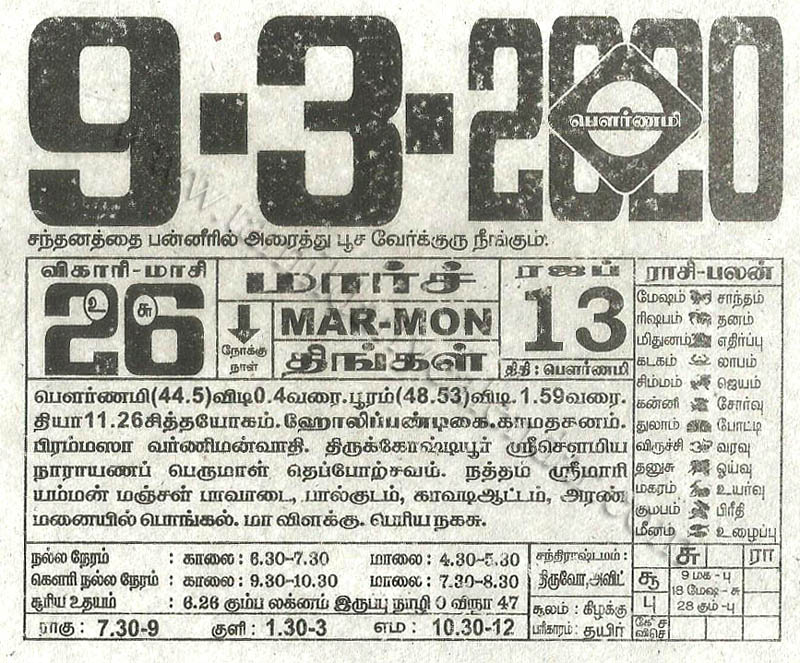 9.3.2020
பௌர்ணமி
சந்தனத்தை பன்னீரில் அரைத்து பூச வேர்க்குரு நீங்கும்.
விகாரி-மாசி
26
உ சு
நோக்கு
நாள்
மார்ச்
MAR-MON
திங்கள்
ரஜப்
13
திதி: பௌர்ணமி
பௌர்ணமி(44.5)விடி0.4வரை.பூரம்(48.53)விடி.1.59வரை.
தியா11.26சித்தயோகம்.ஹோலிப்பண்டிகை.காமதகனம்.
பிரம்மஸா வர்ணிமன்வாதி. திருக்கோஷ்டியூர் ஸ்ரீசௌமிய
நாராயணப் பெருமாள் தெப்போற்சவம். நத்தம் ஸ்ரீமாரி
யம்மன் மஞ்சள் பாவாடை, பால்குடம், காவடிஆட்டம், அரண்
மனையில் பொங்கல். மா விளக்கு. பெரிய நகசு.
ராசி-பலன்
மேஷம் சாந்தம்
ரிஷபம் தனம்
மிதுனம் எதிர்ப்பு
கடகம் லாபம்
சிம்மம் ஜெயம்
கன்னி சோர்வு
துலாம் போட்டி
விருச்சி வரவு
தனுசு ஓய்வு
மகரம் உயர்வு
கும்பம் பிரீதி
மீனம் உழைப்பு
நல்ல நேரம் : காலை: 6.30-7.30 மாலை: 4.30-5.30
கௌரி நல்ல நேரம் : காலை: 9.30-10.30 மாலை: 7.30-8.30
சூரிய உதயம் : 6.26 கும்ப லக்னம் இருப்பு நாழி 0 விநா 47
ராகு: 7.30-9 குளி: 1.30-3 எம: 10.30-12
சந்திராஷ்டமம்:
திருவோ,அவிட்
சூலம்: கிழக்கு
பரிகாரம்: தயிர்
சு ரா
சூ 9 மக - பு
18 மேஷ - சு
பு 28 கும் - பு